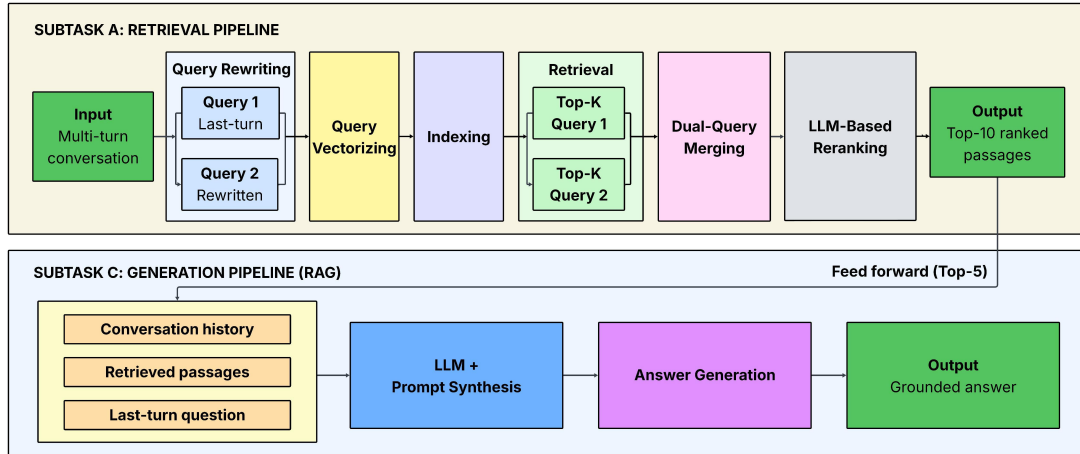 SUBTASK A: RETRIEVAL PIPELINE
Input
Multi-turn
conversation
Query Rewriting
Query 1
Last-turn
Query 2
Rewritten
Query
Vectorizing
Indexing
Retrieval
Top-K
Query 1
Top-K
Query 2
Dual-Query
Merging
LLM-Based
Reranking
Output
Top-10 ranked
passages
SUBTASK C: GENERATION PIPELINE (RAG)
Feed forward (Top-5)
Conversation history
Retrieved passages
Last-turn question
LLM +
Prompt Synthesis
Answer Generation
Output
Grounded answer